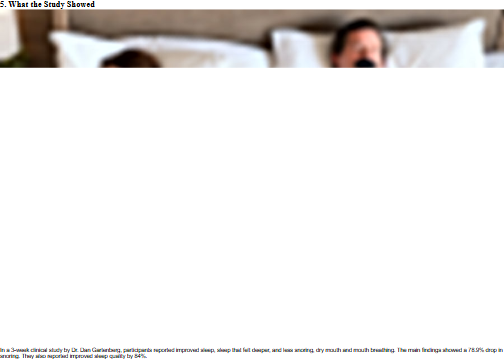 5. What the Study Showed
In a 3-week clinical study by Dr. Dan Gartenberg, participants reported improved sleep, sleep that fell deeper, and less snoring, dry mouth and mouth breathing. The main findings showed a 78.9% drop in
snoring. They also reported improved sleep quality by 84%.